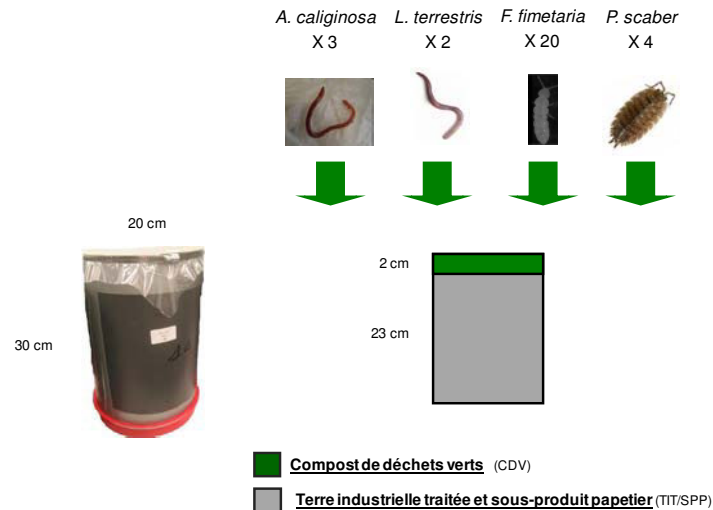 A. caliginosa L. terrestris F. fimetaria P. scaber
X 3 X 2 X 20 X 4
20 cm
2 cm
30 cm
23 cm
Compost de déchets verts (CDV)
Terre industrielle traitée et sous-produit papetier (TIT/SPP)